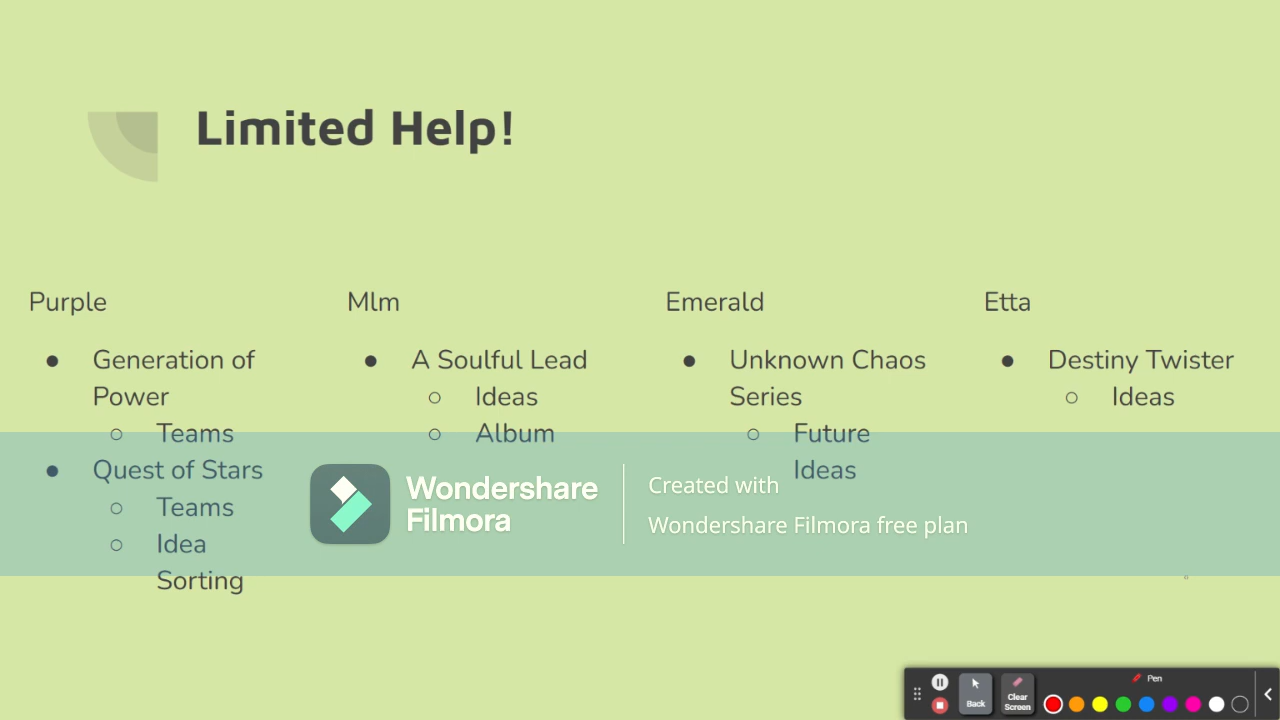 Limited Help!
Purple
● Generation of
Power
○ Teams
● Quest of Stars
○ Teams
○ Idea
Sorting
Mlm
● A Soulful Lead
○ Ideas
○ Album
Emerald
● Unknown Chaos
Series
○ Future
Ideas
Etta
● Destiny Twister
○ Ideas
Wondershare
Filmora
Created with
Wondershare Filmora free plan
Back
Clear
Screen
Pen